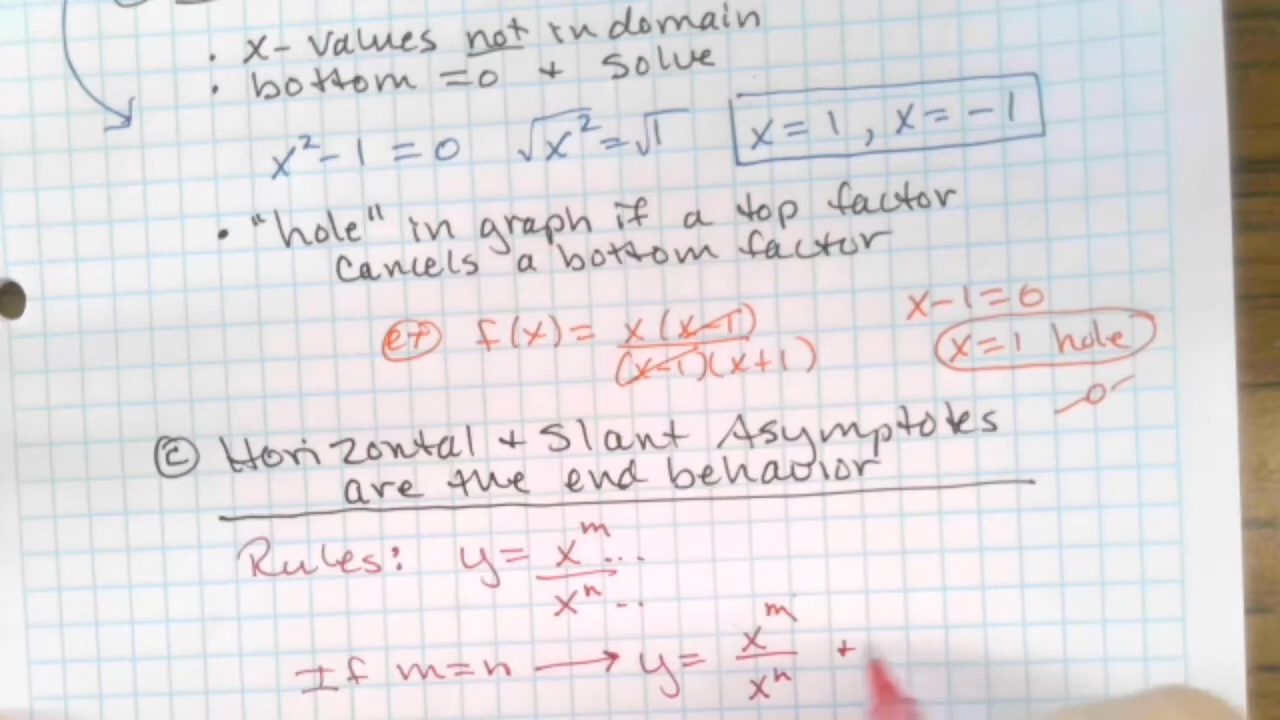 · x-values not in domain
· bottom =0 + solve
x²-1=0 √x²=√1 x=1, x=-1
· "hole" in graph if a top factor
cancels a bottom factor
ex f(x)= x(x-1)/(x-1)(x+1)
x-1=0
x=1 hole
C Horizontal + Slant Asymptotes
are the end behavior
Rules: y= x^m.../x^n...
If m=n → y= x^m/x^n +